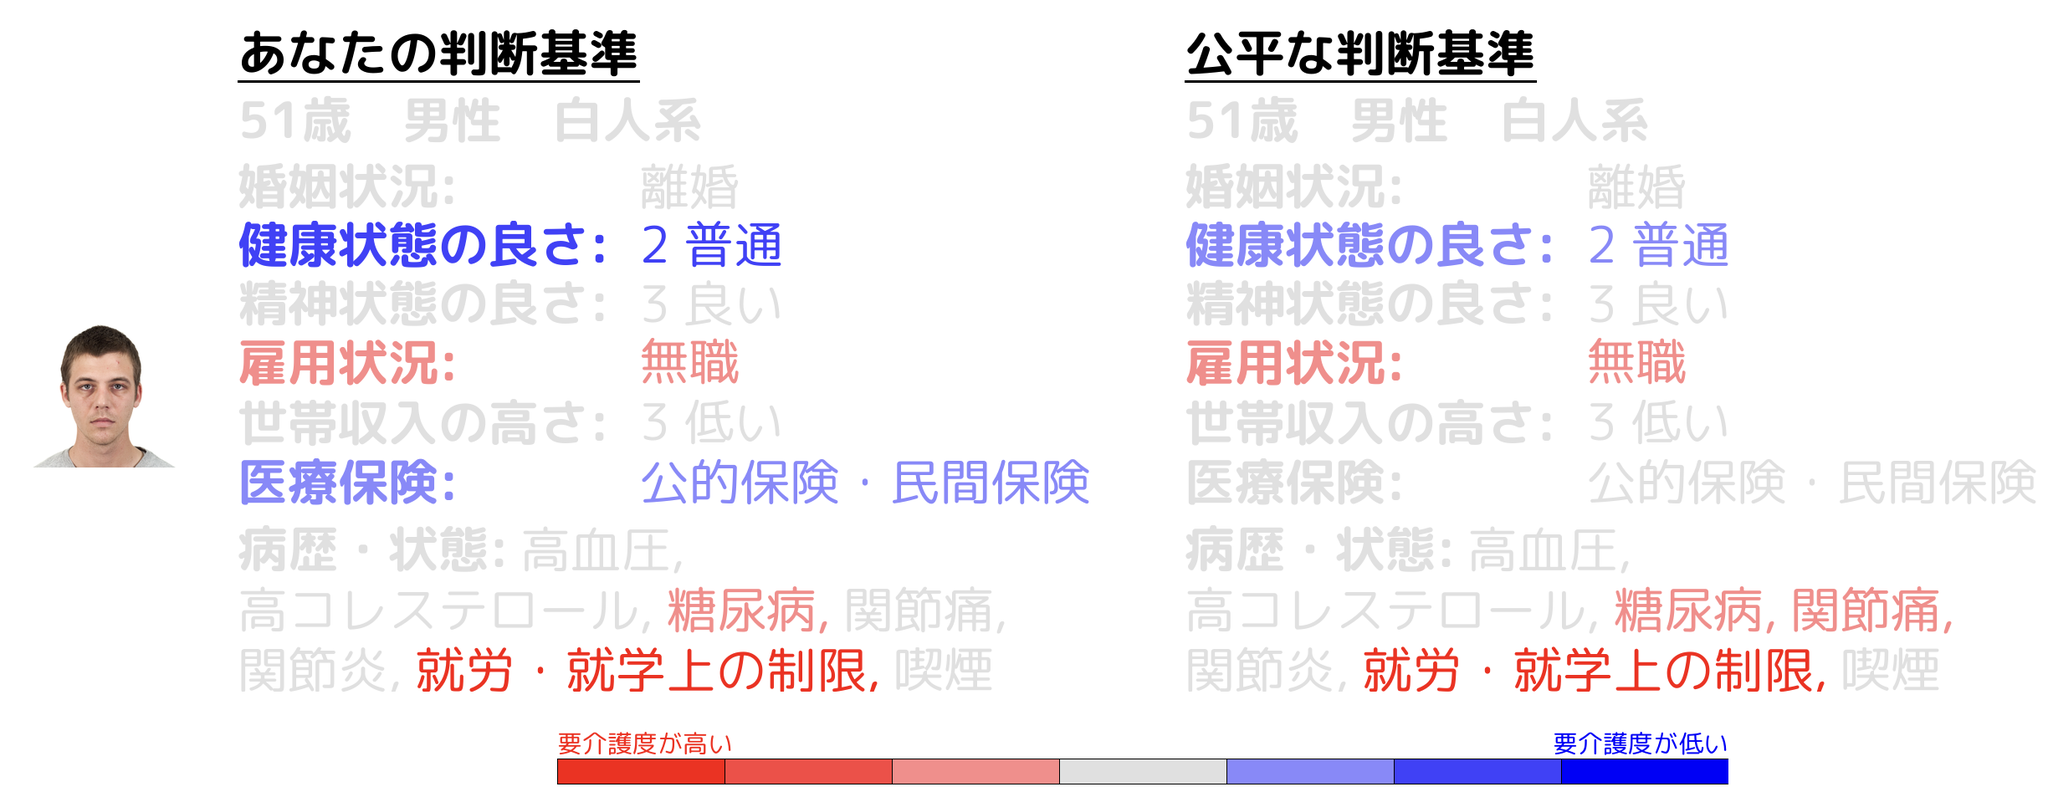 あなたの判断基準
51歳 男性 白人系
婚姻状況: 離婚
健康状態の良さ: 2 普通
精神状態の良さ: 3 良い
雇用状況: 無職
世帯収入の高さ: 3 低い
医療保険: 公的保険・民間保険
病歴・状態: 高血圧,
高コレステロール, 糖尿病, 関節痛,
関節炎, 就労・就学上の制限, 喫煙
公平な判断基準
51歳 男性 白人系
婚姻状況: 離婚
健康状態の良さ: 2 普通
精神状態の良さ: 3 良い
雇用状況: 無職
世帯収入の高さ: 3 低い
医療保険: 公的保険・民間保険
病歴・状態: 高血圧,
高コレステロール, 糖尿病, 関節痛,
関節炎, 就労・就学上の制限, 喫煙
要介護度が高い
要介護度が低い